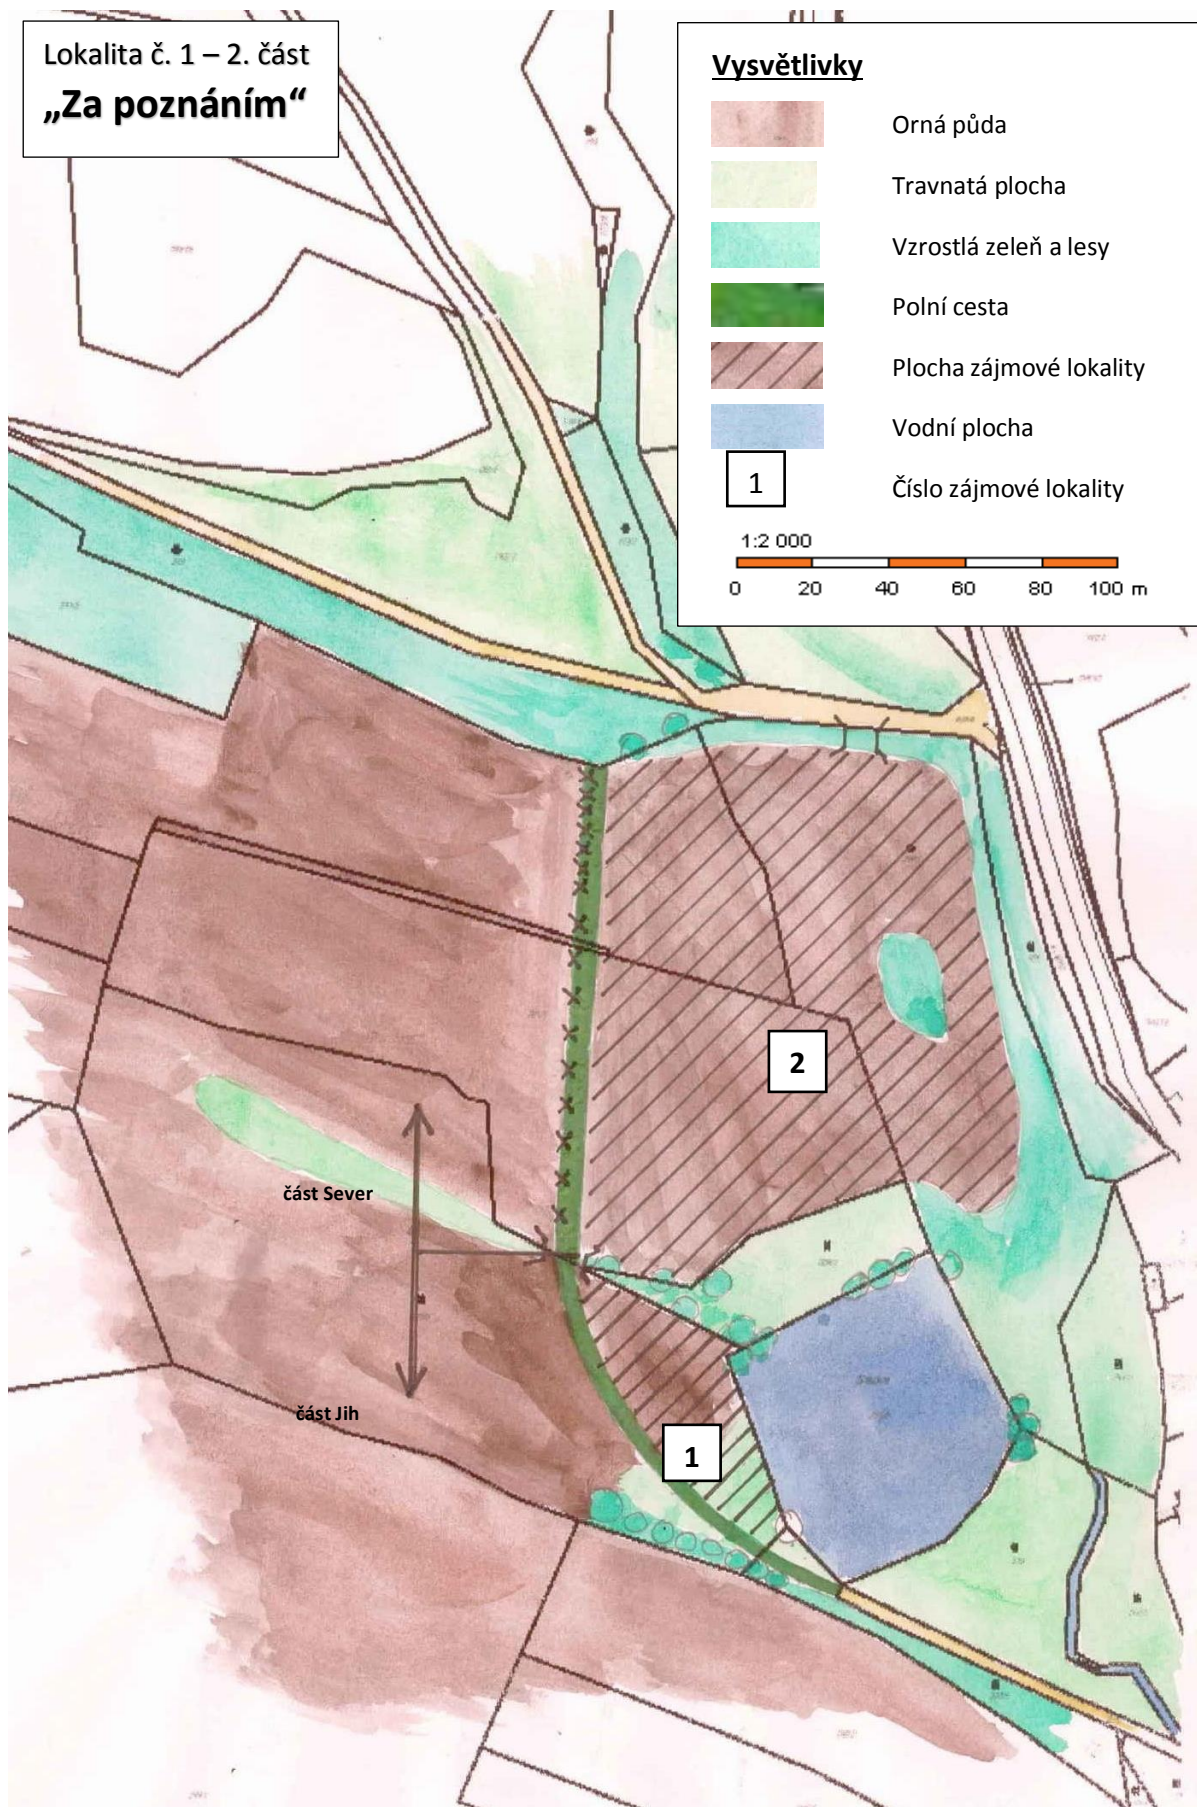 Lokalita č. 1 – 2. část
„Za poznáním“
Vysvětlivky
Orná půda
Travnatá plocha
Vzrostlá zeleň a lesy
Polní cesta
Plocha zájmové lokality
Vodní plocha
1
Číslo zájmové lokality
1:2 000
0 20 40 60 80 100 m
2
část Sever
část Jih
1